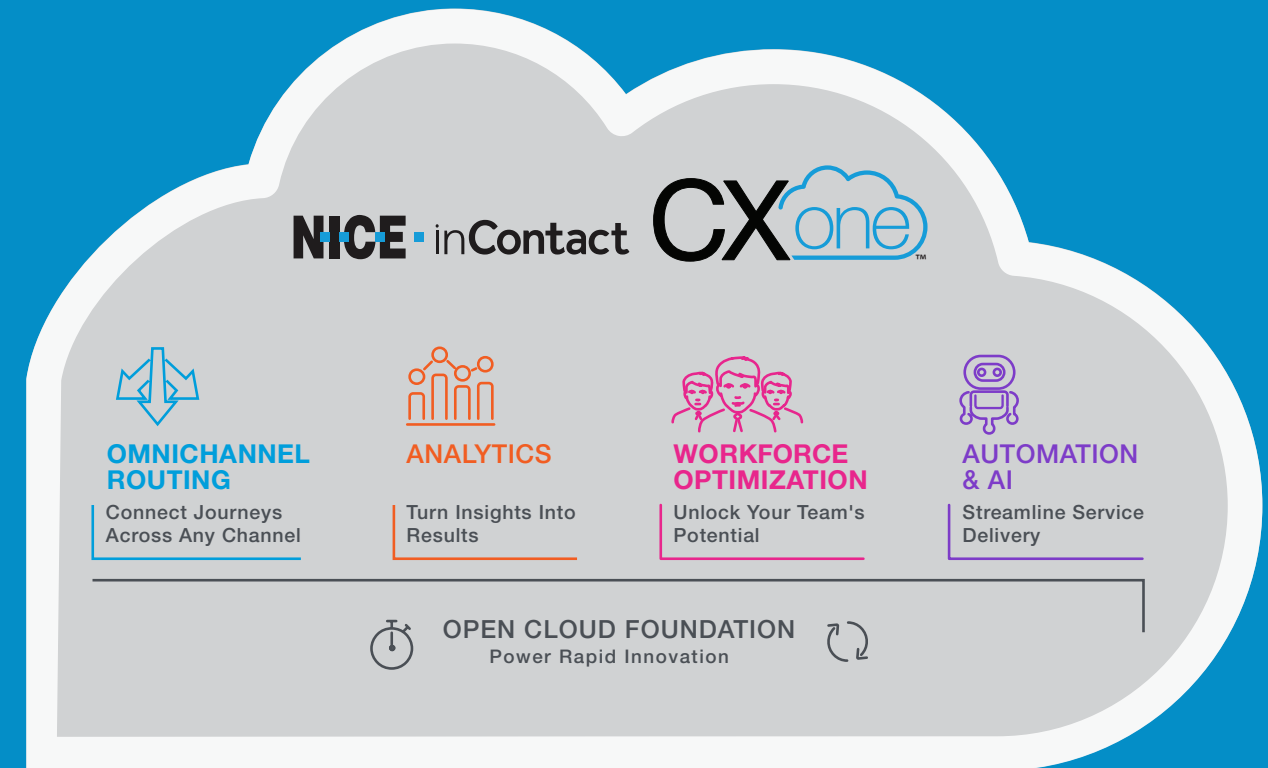 NICE inContact CXone™
OMNICHANNEL
ROUTING
Connect Journeys
Across Any Channel
ANALYTICS
Turn Insights Into
Results
WORKFORCE
OPTIMIZATION
Unlock Your Team's
Potential
AUTOMATION
& AI
Streamline Service
Delivery
OPEN CLOUD FOUNDATION
Power Rapid Innovation